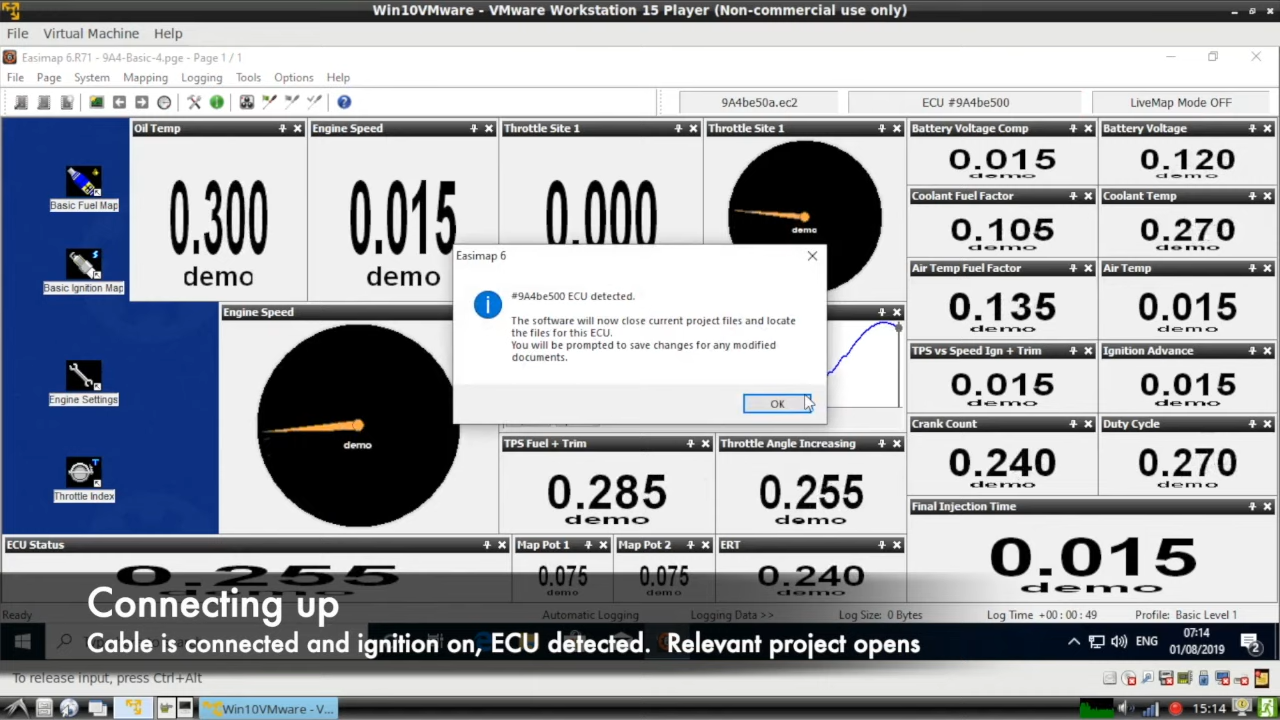 Win10VMware - VMware Workstation 15 Player (Non-commercial use only)
File Virtual Machine Help
Easimap 6.R71 - 9A4-Basic-4.pge - Page 1 / 1
File Page System Mapping Logging Tools Options Help
9A4be50a.ec2 ECU #9A4be500 LiveMap Mode OFF
Oil Temp Engine Speed Throttle Site 1 Throttle Site 1 Battery Voltage Comp Battery Voltage
0.300 0.015 0.000 0.015 0.120
demo demo demo demo demo
Basic Fuel Map
Coolant Fuel Factor Coolant Temp
0.105 0.270
demo demo
Basic Ignition Map
Air Temp Fuel Factor Air Temp
0.135 0.015
demo demo
Easimap 6
#9A4be500 ECU detected.
The software will now close current project files and locate
the files for this ECU.
You will be prompted to save changes for any modified
documents.
OK
Engine Speed
demo
Engine Settings
Throttle Index
TPS vs Speed Ign + Trim Ignition Advance
0.015 0.015
demo demo
Crank Count Duty Cycle
0.240 0.270
demo demo
TPS Fuel + Trim Throttle Angle Increasing
0.285 0.255
demo demo
Final Injection Time
0.015
demo
ECU Status Map Pot 1 Map Pot 2 ERT
0.255 0.075 0.075 0.240
demo demo demo
Ready Automatic Logging Logging Data >> Log Size: 0 Bytes Log Time +00 : 00 : 49 Profile: Basic Level 1
Connecting up
Cable is connected and ignition on, ECU detected. Relevant project opens
ENG 07:14
01/08/2019
2
To release input, press Ctrl+Alt
Win10VMware - V...
15:14